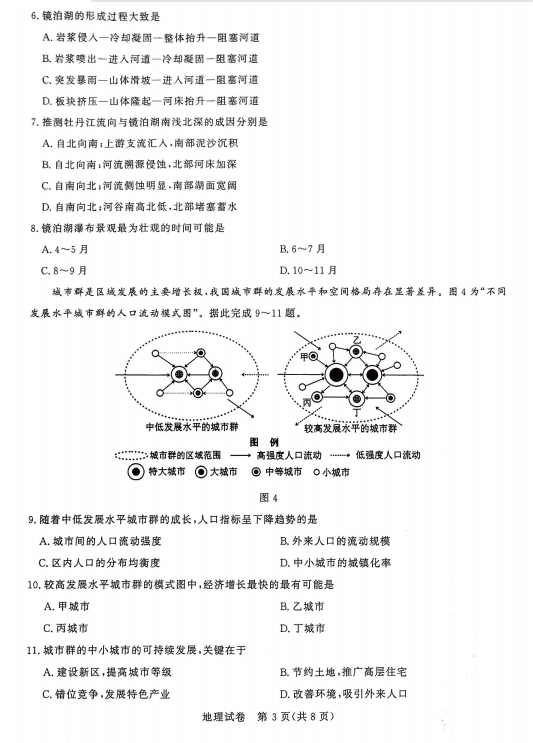 6.镜泊湖的形成过程大致是
A.岩浆侵入—冷却凝固—整体抬升—阻塞河道
B.岩浆喷出—进入河道—冷却凝固—阻塞河道
C.突发暴雨—山体滑坡—进入河道—阻塞河道
D.板块挤压—山体隆起—河床抬升—阻塞河道
7.推测牡丹江流向与镜泊湖南浅北深的成因分别是
A.自北向南;上游支流汇入,南部泥沙沉积
B.自北向南;河流溯源侵蚀,北部河床加深
C.自南向北;河流侧蚀明显,南部湖面宽阔
D.自南向北;河谷南高北低,北部堵塞蓄水
8.镜泊湖瀑布景观最为壮观的时间可能是
A.4～5月 B.6～7月
C.8～9月 D.10～11月
城市群是区域发展的主要增长极,我国城市群的发展水平和空间格局存在显著差异。图4为“不同
发展水平城市群的人口流动模式图”。据此完成9～11题。
甲 乙
丙 丁
中低发展水平的城市群 较高发展水平的城市群
图 例
城市群的区域范围 高强度人口流动 低强度人口流动
特大城市 大城市 中等城市 小城市
图4
9.随着中低发展水平城市群的成长,人口指标呈下降趋势的是
A.城市间的人口流动强度 B.外来人口的流动规模
C.区内人口的分布均衡度 D.中小城市的城镇化率
10.较高发展水平城市群的模式图中,经济增长最快的最有可能是
A.甲城市 B.乙城市
C.丙城市 D.丁城市
11.城市群的中小城市的可持续发展,关键在于
A.建设新区,提高城市等级 B.节约土地,推广高层住宅
C.错位竞争,发展特色产业 D.改善环境,吸引外来人口
地理试卷 第3页(共8页)